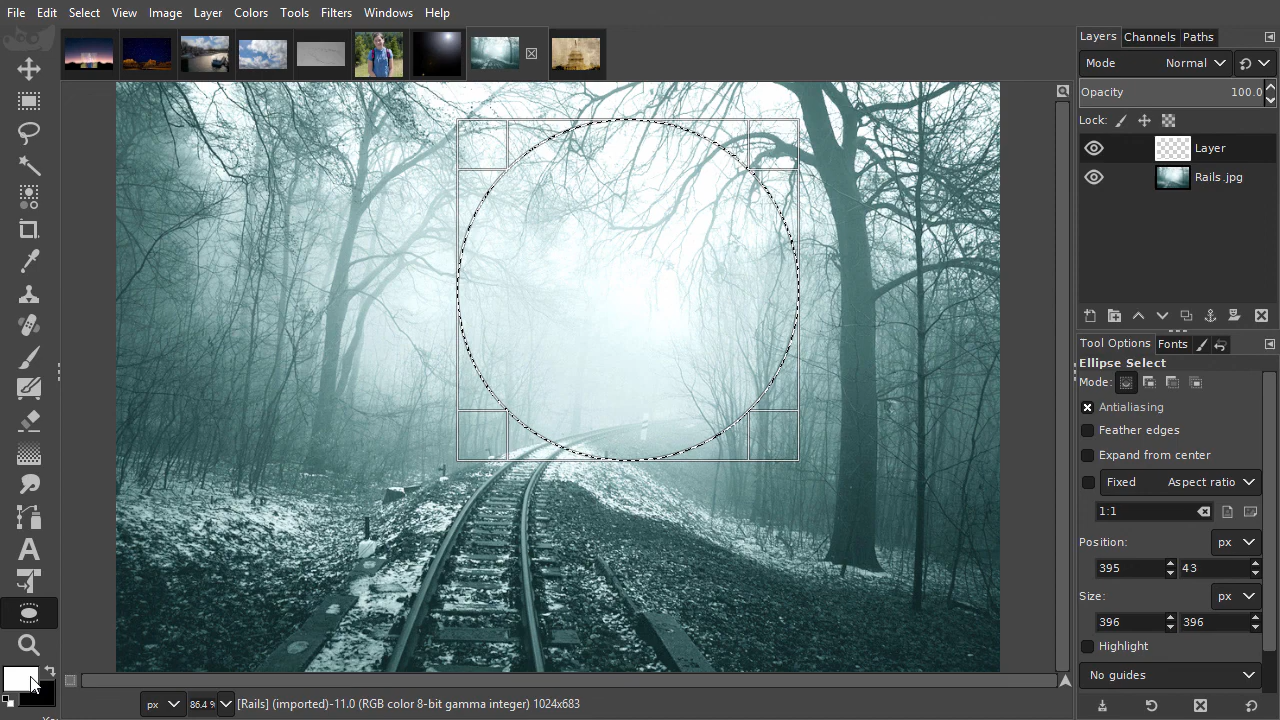 File Edit Select View Image Layer Colors Tools Filters Windows Help
Layers Channels Paths
Mode Normal
Opacity 100.0
Lock:
Layer
Rails .jpg
Tool Options Fonts
Ellipse Select
Mode:
Antialiasing
Feather edges
Expand from center
Fixed Aspect ratio
1:1
Position: px
395 43
Size: px
396 396
Highlight
No guides
px 86.4 % [Rails] (imported)-11.0 (RGB color 8-bit gamma integer) 1024x683